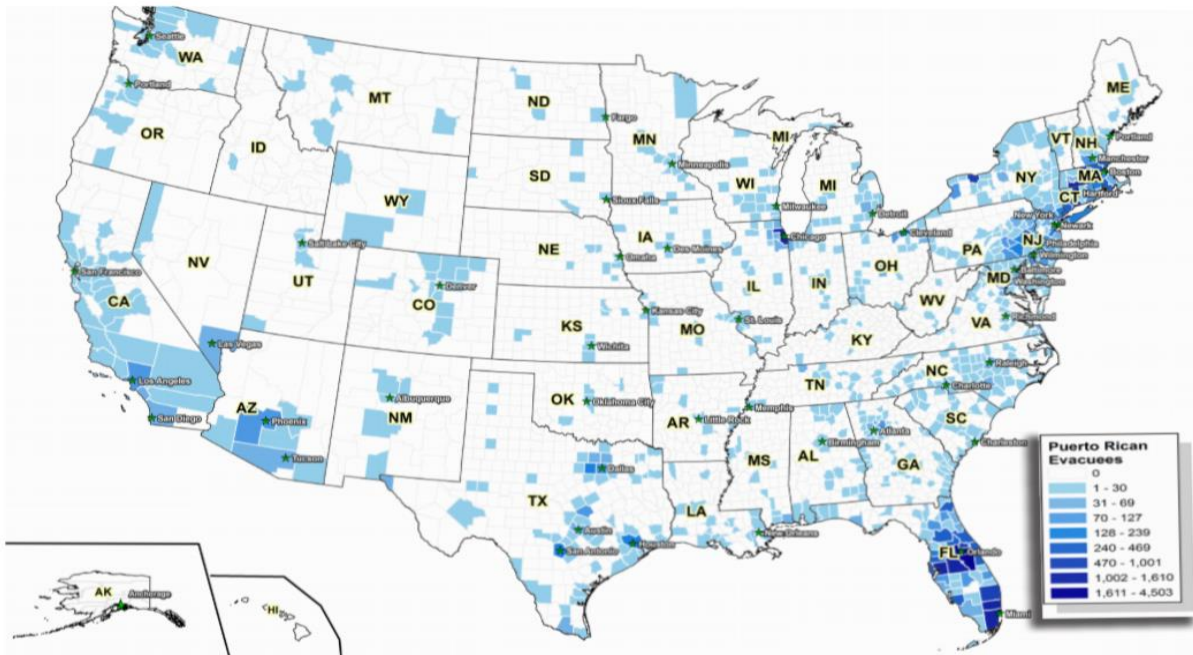 Seattle
WA
Portland
OR
ID
MT
ND
Fargo
MN
Minneapolis
SD
Sioux Falls
WY
WI
Milwaukee
MI
MI
Detroit
ME
VT
NH
Portland
Manchester
Boston
MA
Hartford
CT
NY
New York
Newark
NJ
Philadelphia
Wilmington
PA
Baltimore
MD
Washington
Cleveland
Chicago
IA
Des Moines
NE
Omaha
Salt Lake City
NV
UT
Denver
CO
San Francisco
CA
IL
IN
OH
WV
VA
Richmond
KS
Kansas City
MO
St. Louis
KY
Wichita
Las Vegas
Los Angeles
San Diego
AZ
Phoenix
Tucson
Albuquerque
NM
OK
Oklahoma City
AR
Little Rock
TN
Memphis
NC
Raleigh
Charlotte
SC
Charleston
Atlanta
GA
Birmingham
AL
MS
LA
New Orleans
TX
Dallas
Austin
San Antonio
Houston
FL
Orlando
Miami
AK
Anchorage
HI
Puerto Rican
Evacuees
0
1 - 30
31 - 69
70 - 127
128 - 239
240 - 469
470 - 1,001
1,002 - 1,610
1,611 - 4,503